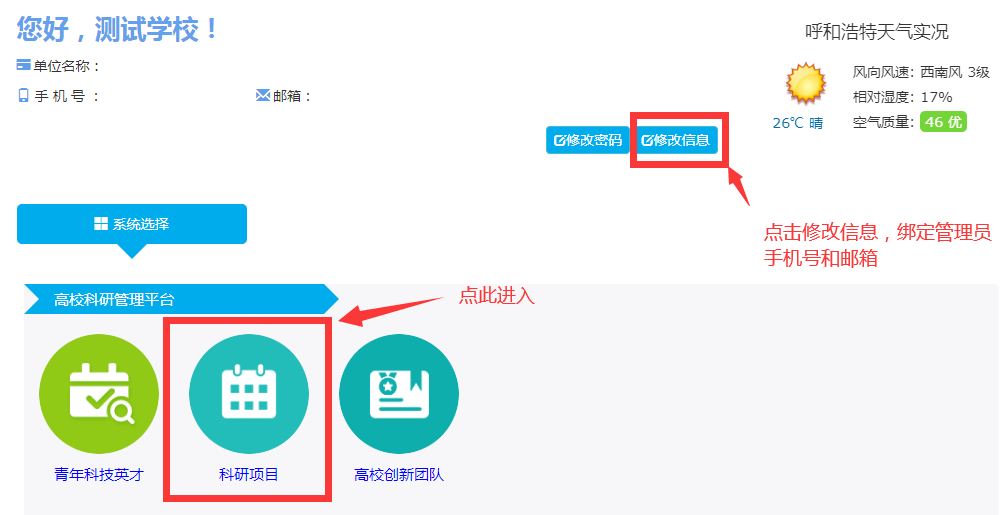 您好，测试学校！
呼和浩特天气实况
单位名称：
手 机 号 ：
邮箱：
风向风速: 西南风 3级
相对湿度: 17%
26℃ 晴
空气质量: 46 优
修改密码
修改信息
系统选择
点击修改信息，绑定管理员
手机号和邮箱
高校科研管理平台
点此进入
青年科技英才
科研项目
高校创新团队